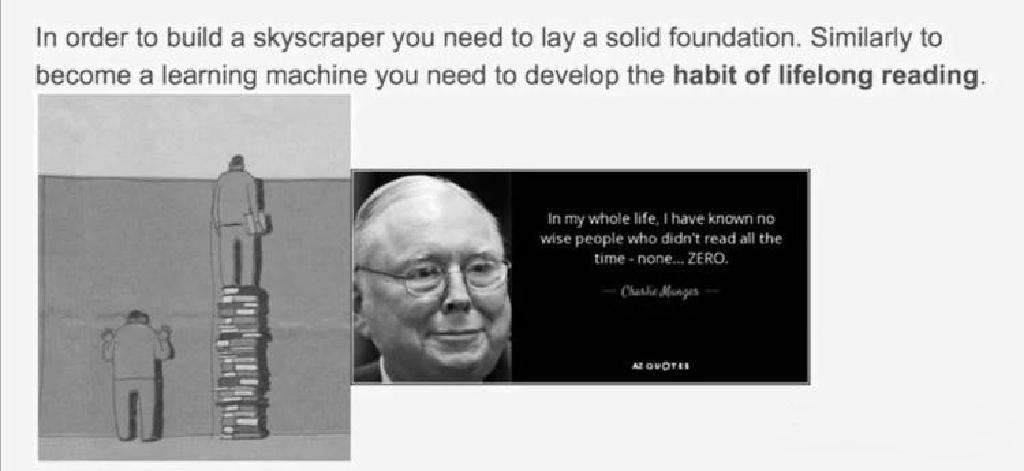 In order to build a skyscraper you need to lay a solid foundation. Similarly to
become a learning machine you need to develop the habit of lifelong reading.
In my whole life, I have known no
wise people who didn't read all the
time - none... ZERO.
Charlie Munger
AZ QUOTES